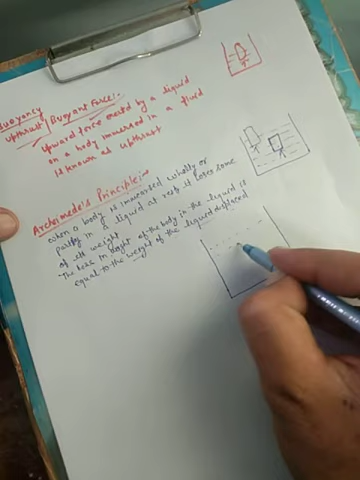 Buoyancy
upthrust Buoyant Force:-
Upward force exerted by a liquid
on a body immersed in a fluid
is known as upthrust
Archimede's Principle:-
When a body is immersed wholly or
partly in a liquid at rest it loses some
of its weight
The loss in weight of the body in the liquid is
equal to the weight of the liquid displaced